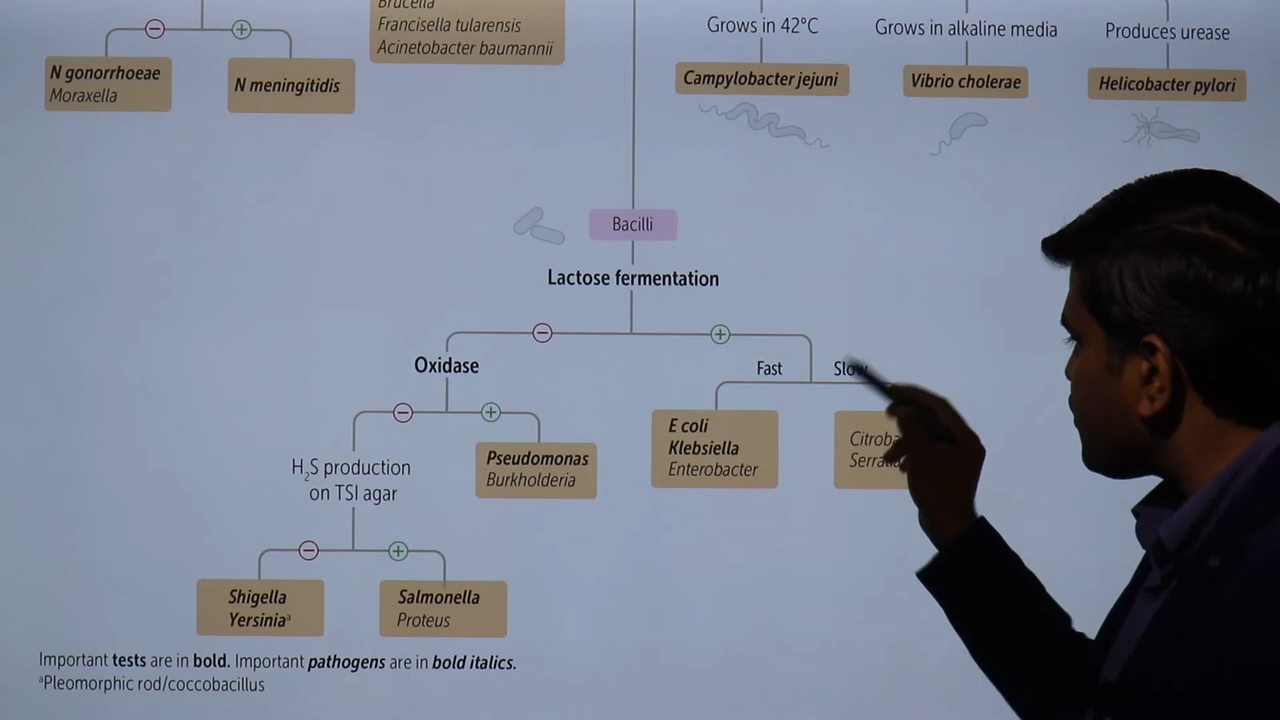 Brucella
Francisella tularensis
Acinetobacter baumannii
Grows in 42°C
Grows in alkaline media
Produces urease
N gonorrhoeae
Moraxella
N meningitidis
Campylobacter jejuni
Vibrio cholerae
Helicobacter pylori
Bacilli
Lactose fermentation
Oxidase
Fast
Slow
E coli
Klebsiella
Enterobacter
Pseudomonas
Burkholderia
H₂S production
on TSI agar
Shigella
Yersiniaᵃ
Salmonella
Proteus
Important tests are in bold. Important pathogens are in bold italics.
ᵃPleomorphic rod/coccobacillus